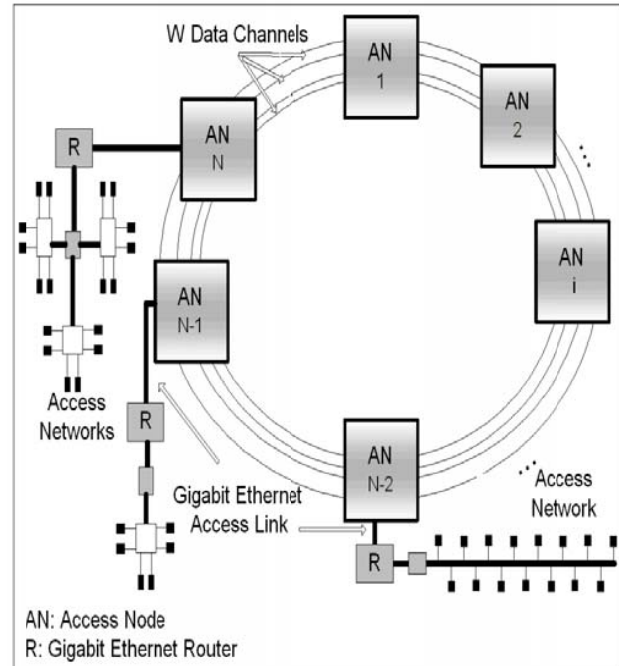 W Data Channels
AN
1
AN
2
AN
N
R
AN
i
AN
N-1
Access
Networks
R
AN
N-2
Gigabit Ethernet
Access Link
Access
Network
R
AN: Access Node
R: Gigabit Ethernet Router